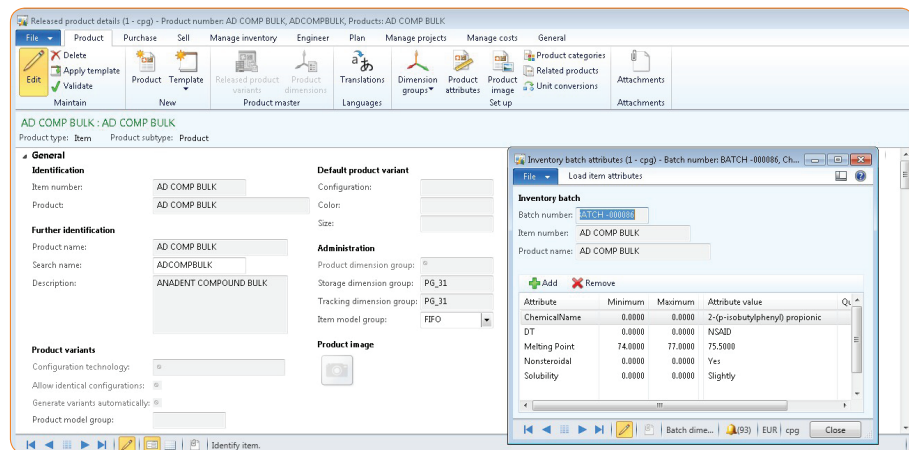 Released product details (1 - cpg) - Product number: AD COMP BULK, ADCOMPBULK, Products: AD COMP BULK
File Product Purchase Sell Manage inventory Engineer Plan Manage projects Manage costs General
Edit
Delete
Apply template
Validate
Maintain
Product Template
New
Released product variants
Product dimensions
Product master
Translations
Languages
Dimension groups
Product attributes
Product image
Product categories
Related products
Unit conversions
Set up
Attachments
Attachments
AD COMP BULK : AD COMP BULK
Product type: Item Product subtype: Product
General
Identification
Item number: AD COMP BULK
Product: AD COMP BULK
Further identification
Product name: AD COMP BULK
Search name: ADCOMPBULK
Description: ANADENT COMPOUND BULK
Product variants
Configuration technology:
Allow identical configurations:
Generate variants automatically:
Product model group:
Default product variant
Configuration:
Color:
Size:
Administration
Product dimension group:
Storage dimension group: PG_31
Tracking dimension group: PG_31
Item model group: FIFO
Product image
Identify item.
Inventory batch attributes (1 - cpg) - Batch number: BATCH -000086, Ch...
File Load item attributes
Inventory batch
Batch number: BATCH -000086
Item number: AD COMP BULK
Product name: AD COMP BULK
Add Remove
Attribute Minimum Maximum Attribute value
ChemicalName 0.0000 0.0000 2-(p-isobutylphenyl) propionic
DT 0.0000 0.0000 NSAID
Melting Point 74.0000 77.0000 75.5000
Nonsteroidal 0.0000 0.0000 Yes
Solubility 0.0000 0.0000 Slightly
Batch dime... (93) EUR cpg Close